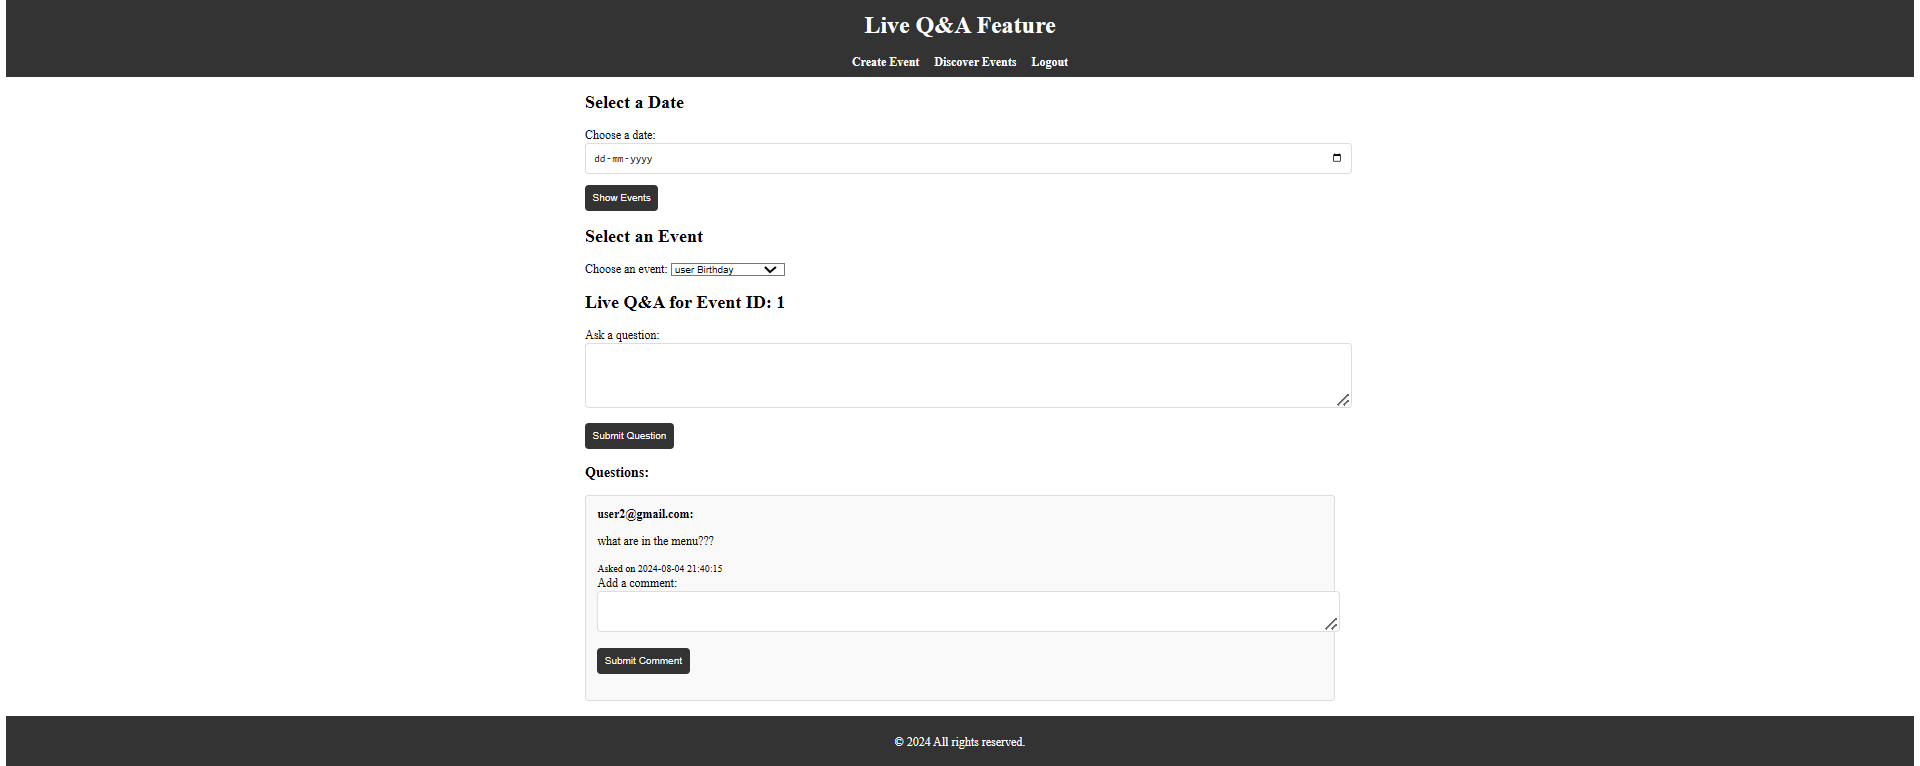 Live Q&A Feature
Create Event Discover Events Logout
Select a Date
Choose a date:
dd-mm-yyyy
Show Events
Select an Event
Choose an event: user Birthday
Live Q&A for Event ID: 1
Ask a question:
Submit Question
Questions:
user2@gmail.com:
what are in the menu???
Asked on 2024-08-04 21:40:15
Add a comment:
Submit Comment
© 2024 All rights reserved.